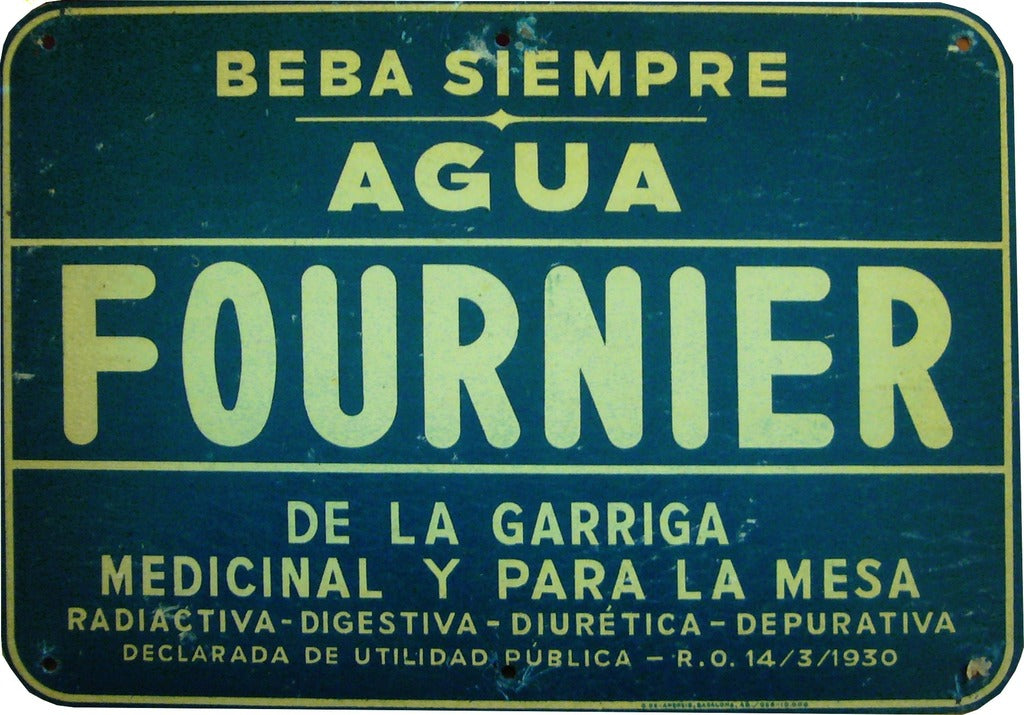 BEBA SIEMPRE
AGUA
FOURNIER
DE LA GARRIGA
MEDICINAL Y PARA LA MESA
RADIACTIVA-DIGESTIVA-DIURÉTICA-DEPURATIVA
DECLARADA DE UTILIDAD PÚBLICA - R.O. 14/3/1930